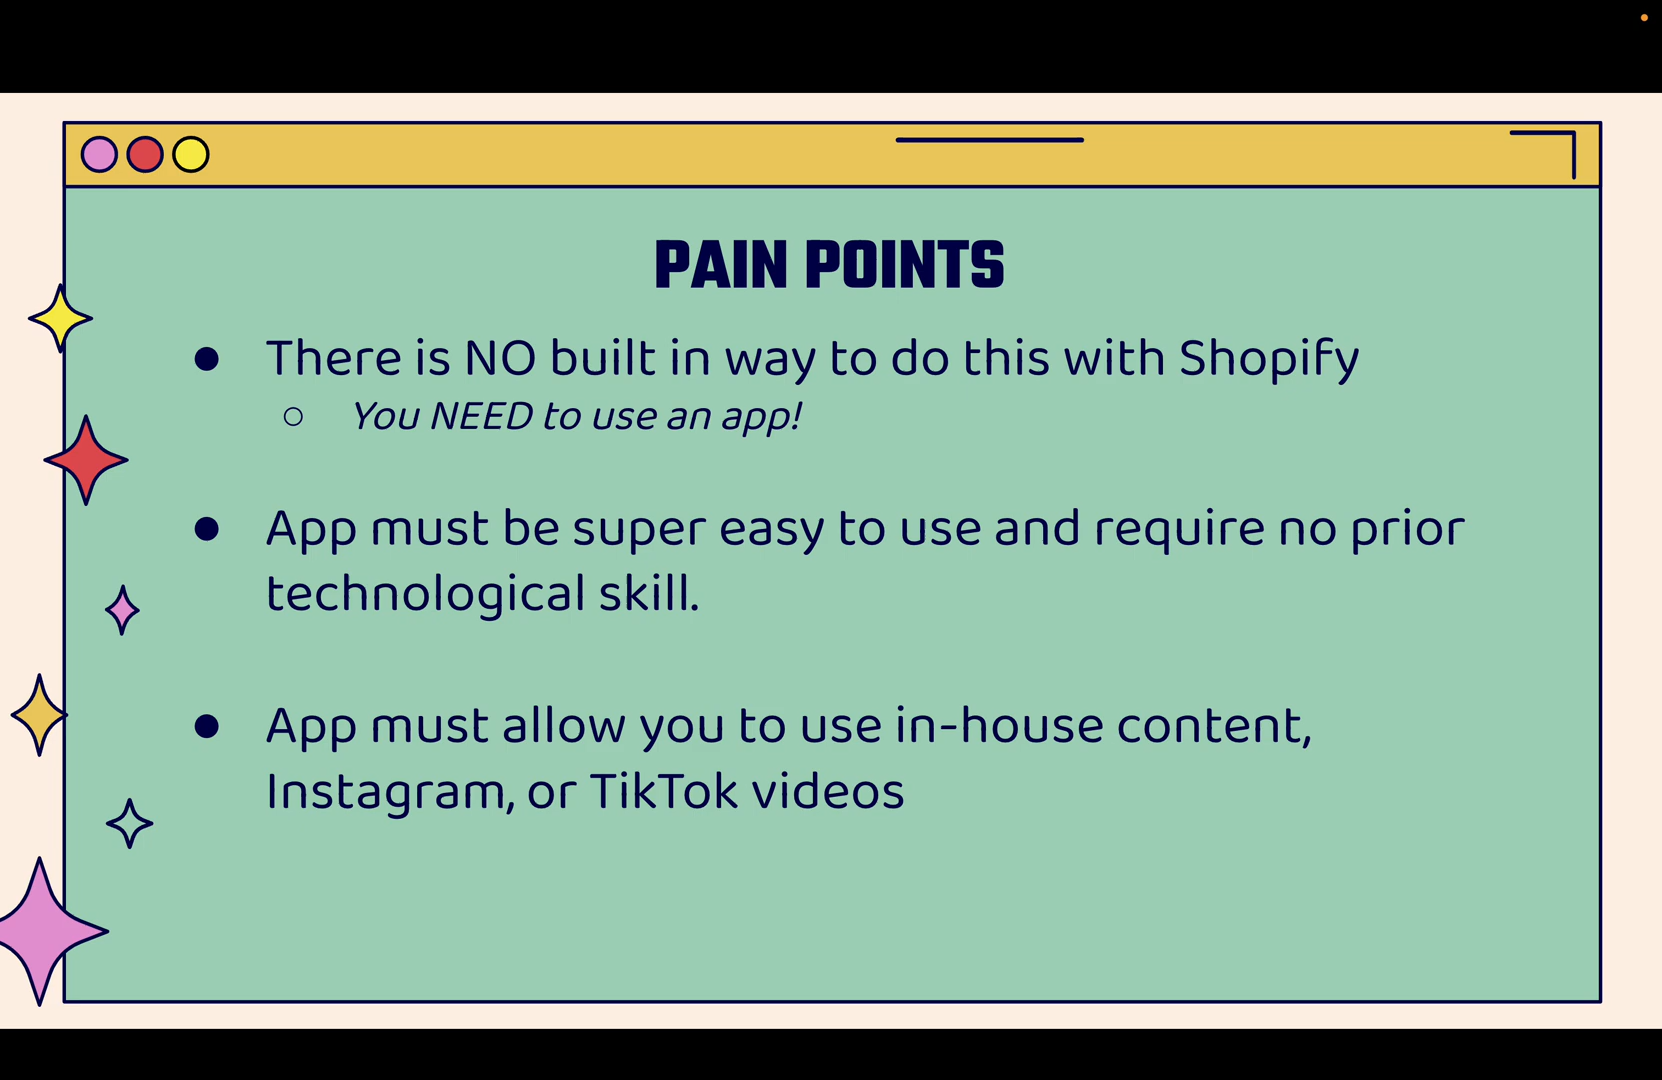 PAIN POINTS
● There is NO built in way to do this with Shopify
○ You NEED to use an app!
● App must be super easy to use and require no prior
technological skill.
● App must allow you to use in-house content,
Instagram, or TikTok videos